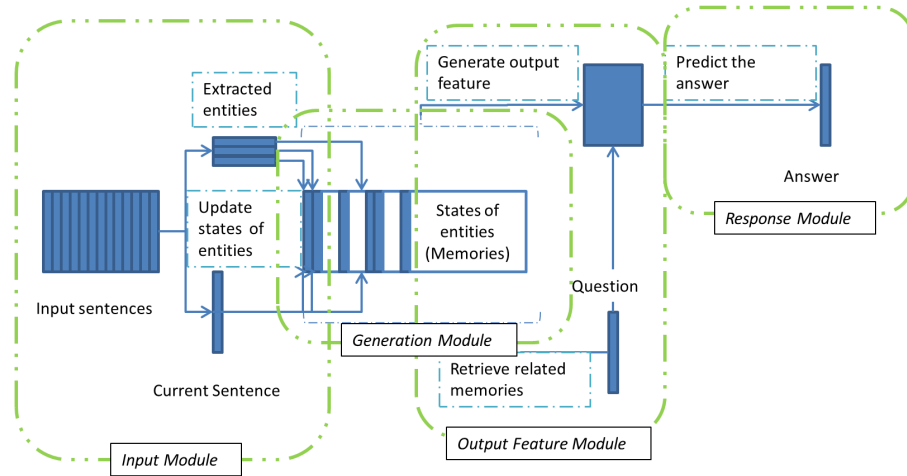 Extracted
entities
Generate output
feature
Predict the
answer
Update
states of
entities
States of
entities
(Memories)
Answer
Response Module
Input sentences
Question
Generation Module
Current Sentence
Retrieve related
memories
Input Module
Output Feature Module